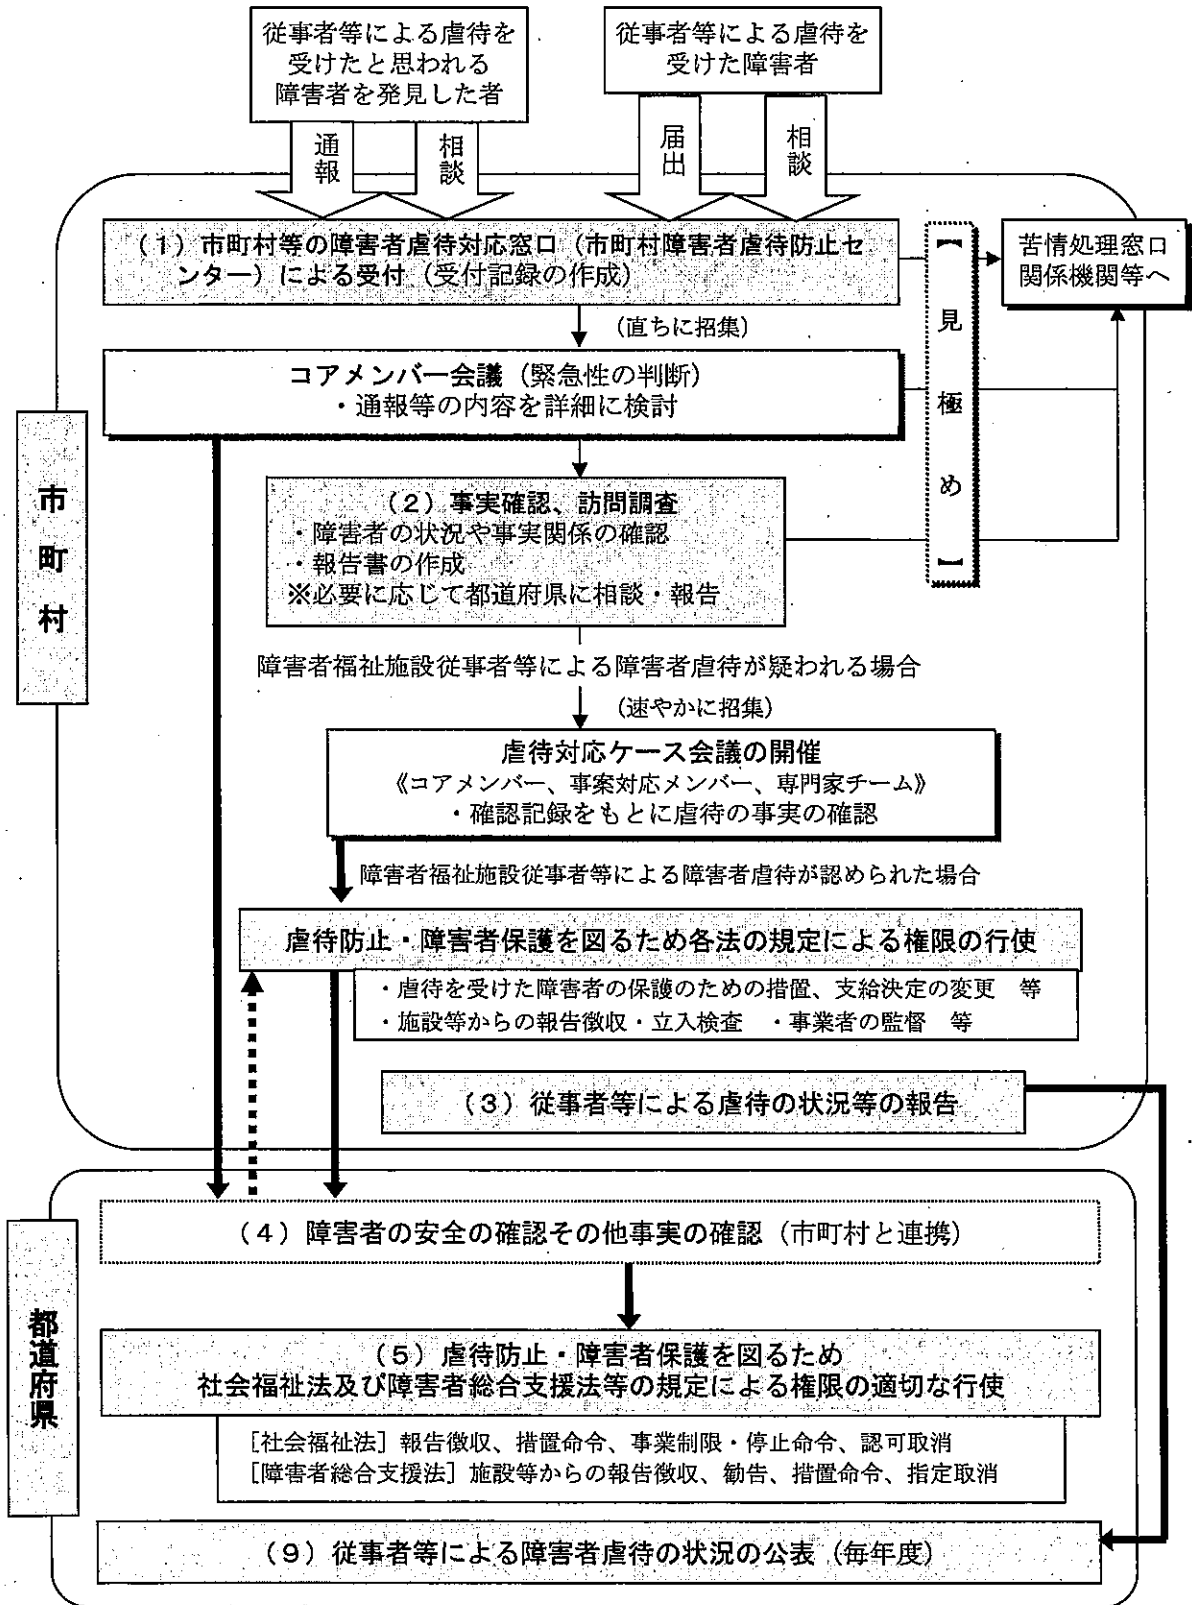 従事者等による虐待を
受けたと思われる
障害者を発見した者
従事者等による虐待を
受けた障害者
通報
相談
届出
相談
(1)市町村等の障害者虐待対応窓口(市町村障害者虐待防止セ
ンター)による受付(受付記録の作成)
【見極め】
苦情処理窓口
関係機関等へ
(直ちに招集)
コアメンバー会議(緊急性の判断)
・通報等の内容を詳細に検討
市町村
(2)事実確認、訪問調査
・障害者の状況や事実関係の確認
・報告書の作成
※必要に応じて都道府県に相談・報告
障害者福祉施設従事者等による障害者虐待が疑われる場合
(速やかに招集)
虐待対応ケース会議の開催
《コアメンバー、事案対応メンバー、専門家チーム》
・確認記録をもとに虐待の事実の確認
障害者福祉施設従事者等による障害者虐待が認められた場合
虐待防止・障害者保護を図るため各法の規定による権限の行使
・虐待を受けた障害者の保護のための措置、支給決定の変更 等
・施設等からの報告徴収・立入検査 ・事業者の監督 等
(3)従事者等による虐待の状況等の報告
都道府県
(4)障害者の安全の確認その他事実の確認(市町村と連携)
(5)虐待防止・障害者保護を図るため
社会福祉法及び障害者総合支援法等の規定による権限の適切な行使
[社会福祉法]報告徴収、措置命令、事業制限・停止命令、認可取消
[障害者総合支援法]施設等からの報告徴収、勧告、措置命令、指定取消
(9)従事者等による障害者虐待の状況の公表(毎年度)